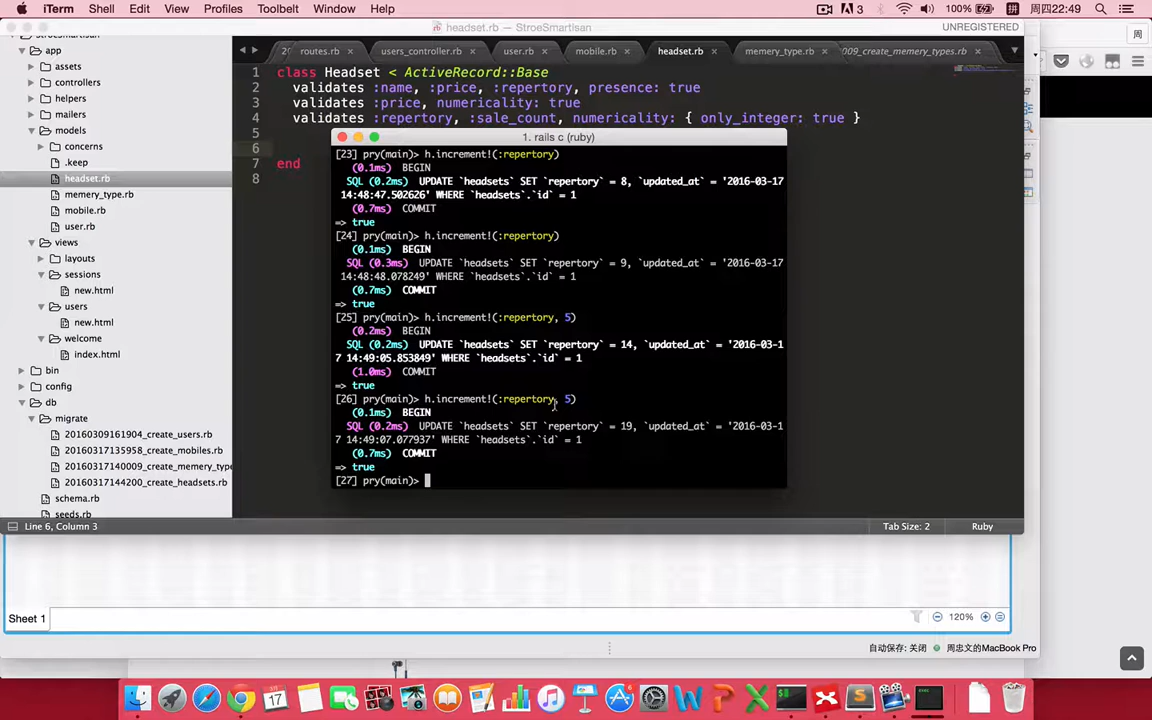 iTerm Shell Edit View Profiles Toolbelt Window Help 3 100% 周四22:49
headset.rb — StroeSmartisan UNREGISTERED
周
routes.rb × users_controller.rb × user.rb × mobile.rb × headset.rb × memery_type.rb × 009_create_memery_types.rb ×
StroeSmartisan
app
assets
controllers
helpers
mailers
models
concerns
.keep
headset.rb
memery_type.rb
mobile.rb
user.rb
views
layouts
sessions
new.html
users
new.html
welcome
index.html
bin
config
db
migrate
20160309161904_create_users.rb
20160317135958_create_mobiles.rb
20160317140009_create_memery_type
20160317144200_create_headsets.rb
schema.rb
seeds.rb
1 class Headset < ActiveRecord::Base
2 validates :name, :price, :repertory, presence: true
3 validates :price, numericality: true
4 validates :repertory, :sale_count, numericality: { only_integer: true }
5
6
7 end
8
1. rails c (ruby)
[23] pry(main)> h.increment!(:repertory)
(0.1ms) BEGIN
SQL (0.2ms) UPDATE `headsets` SET `repertory` = 8, `updated_at` = '2016-03-17
14:48:47.502626' WHERE `headsets`.`id` = 1
(0.7ms) COMMIT
=> true
[24] pry(main)> h.increment!(:repertory)
(0.1ms) BEGIN
SQL (0.3ms) UPDATE `headsets` SET `repertory` = 9, `updated_at` = '2016-03-17
14:48:48.078249' WHERE `headsets`.`id` = 1
(0.7ms) COMMIT
=> true
[25] pry(main)> h.increment!(:repertory, 5)
(0.2ms) BEGIN
SQL (0.2ms) UPDATE `headsets` SET `repertory` = 14, `updated_at` = '2016-03-1
7 14:49:05.853849' WHERE `headsets`.`id` = 1
(1.0ms) COMMIT
=> true
[26] pry(main)> h.increment!(:repertory, 5)
(0.1ms) BEGIN
SQL (0.2ms) UPDATE `headsets` SET `repertory` = 19, `updated_at` = '2016-03-1
7 14:49:07.077937' WHERE `headsets`.`id` = 1
(0.7ms) COMMIT
=> true
[27] pry(main)>
Line 6, Column 3 Tab Size: 2 Ruby
Sheet 1 120%
自动保存: 关闭 周忠文的MacBook Pro
17